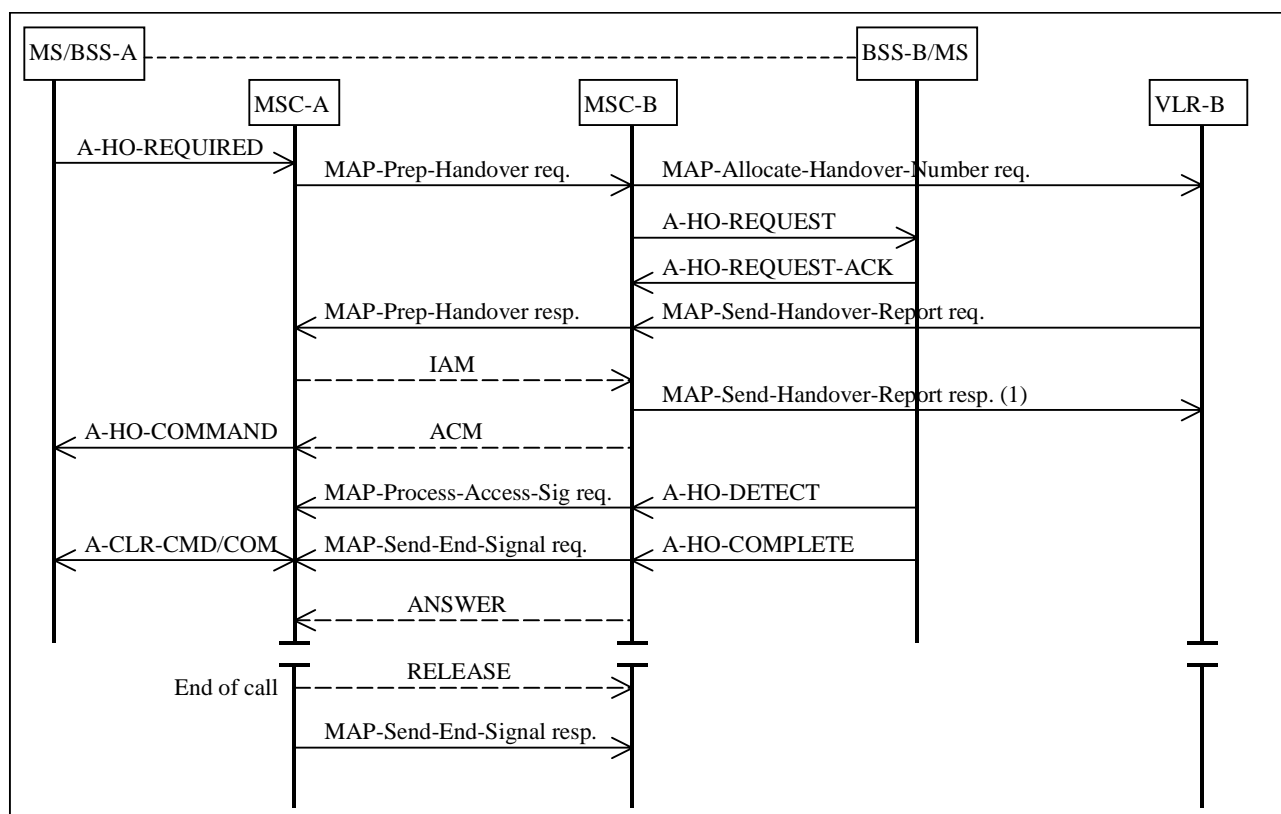 MS/BSS-A
BSS-B/MS
MSC-A
MSC-B
VLR-B
A-HO-REQUIRED
MAP-Prep-Handover req.
MAP-Allocate-Handover-Number req.
A-HO-REQUEST
A-HO-REQUEST-ACK
MAP-Prep-Handover resp.
MAP-Send-Handover-Report req.
IAM
MAP-Send-Handover-Report resp. (1)
A-HO-COMMAND
ACM
MAP-Process-Access-Sig req.
A-HO-DETECT
A-CLR-CMD/COM
MAP-Send-End-Signal req.
A-HO-COMPLETE
ANSWER
RELEASE
End of call
MAP-Send-End-Signal resp.